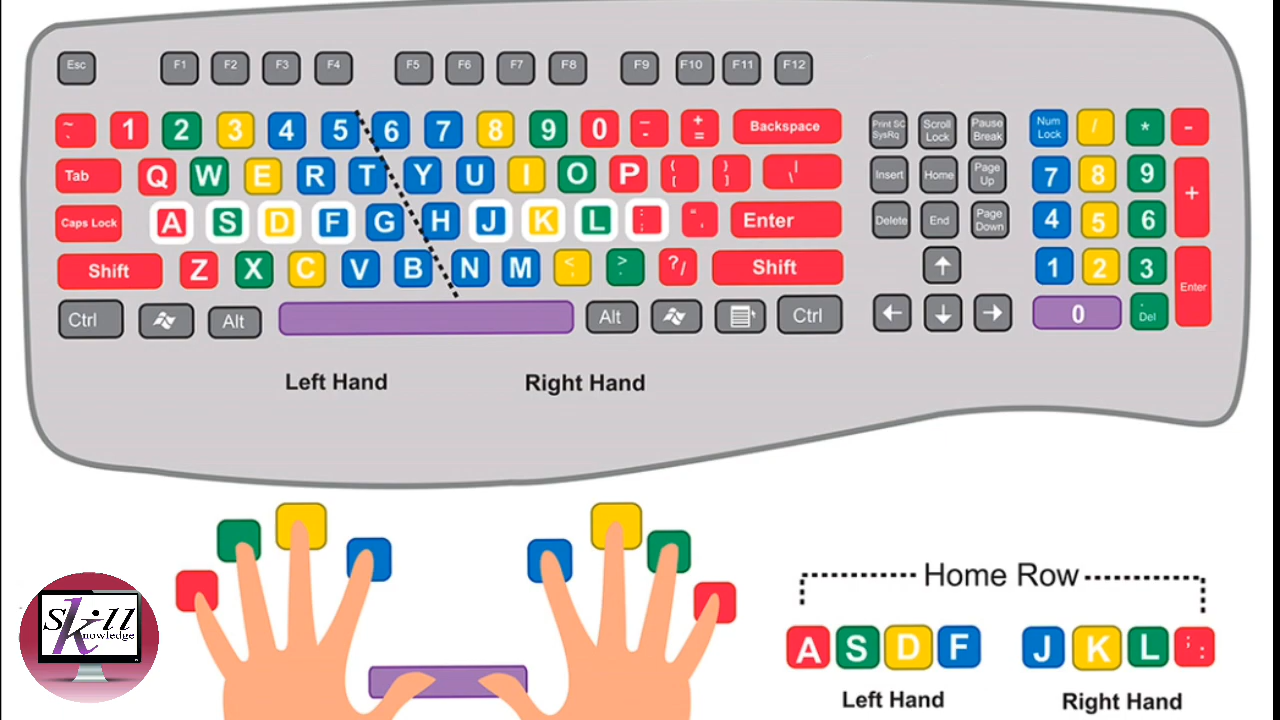 Esc F1 F2 F3 F4 F5 F6 F7 F8 F9 F10 F11 F12
~ ` 1 2 3 4 5 6 7 8 9 0 – - + = Backspace
Print SC SysRq Scroll Lock Pause Break
Num Lock / * -
Tab Q W E R T Y U I O P { [ } ] | \
Insert Home Page Up
7 8 9 +
Caps Lock A S D F G H J K L : ; " , Enter
Delete End Page Down
4 5 6
Shift Z X C V B N M < , > . ? / Shift
↑
1 2 3 Enter
Ctrl Alt Alt Ctrl
← ↓ →
0 . Del
Left Hand Right Hand
Skill
knowledge
Home Row
A S D F J K L ; :
Left Hand Right Hand